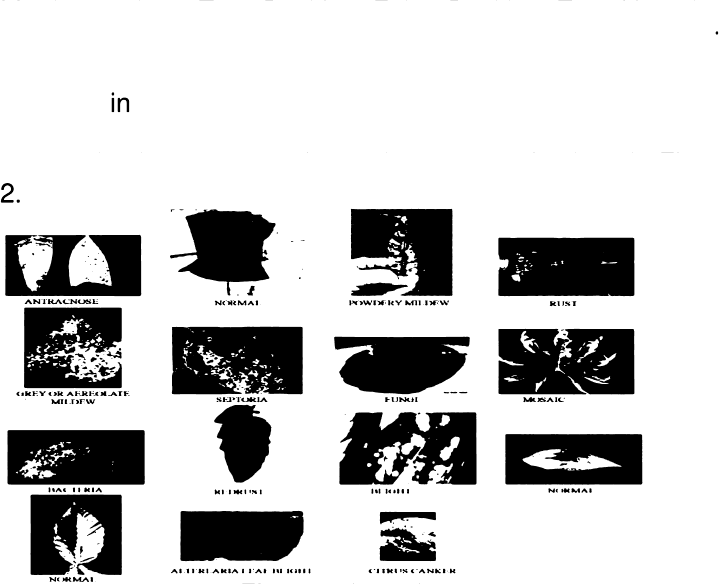 in
2.
ANTRACNOSE
NORMAL
POWDERY MILDEW
RUST
GREY OR AEREOLATE
MILDEW
SEPTORIA
FUNGI
MOSAIC
BACTERIA
REDRUST
BLIGHT
NORMAL
NORMAL
ALTERLARIA LEAF BLIGHT
CITRUS CANKER